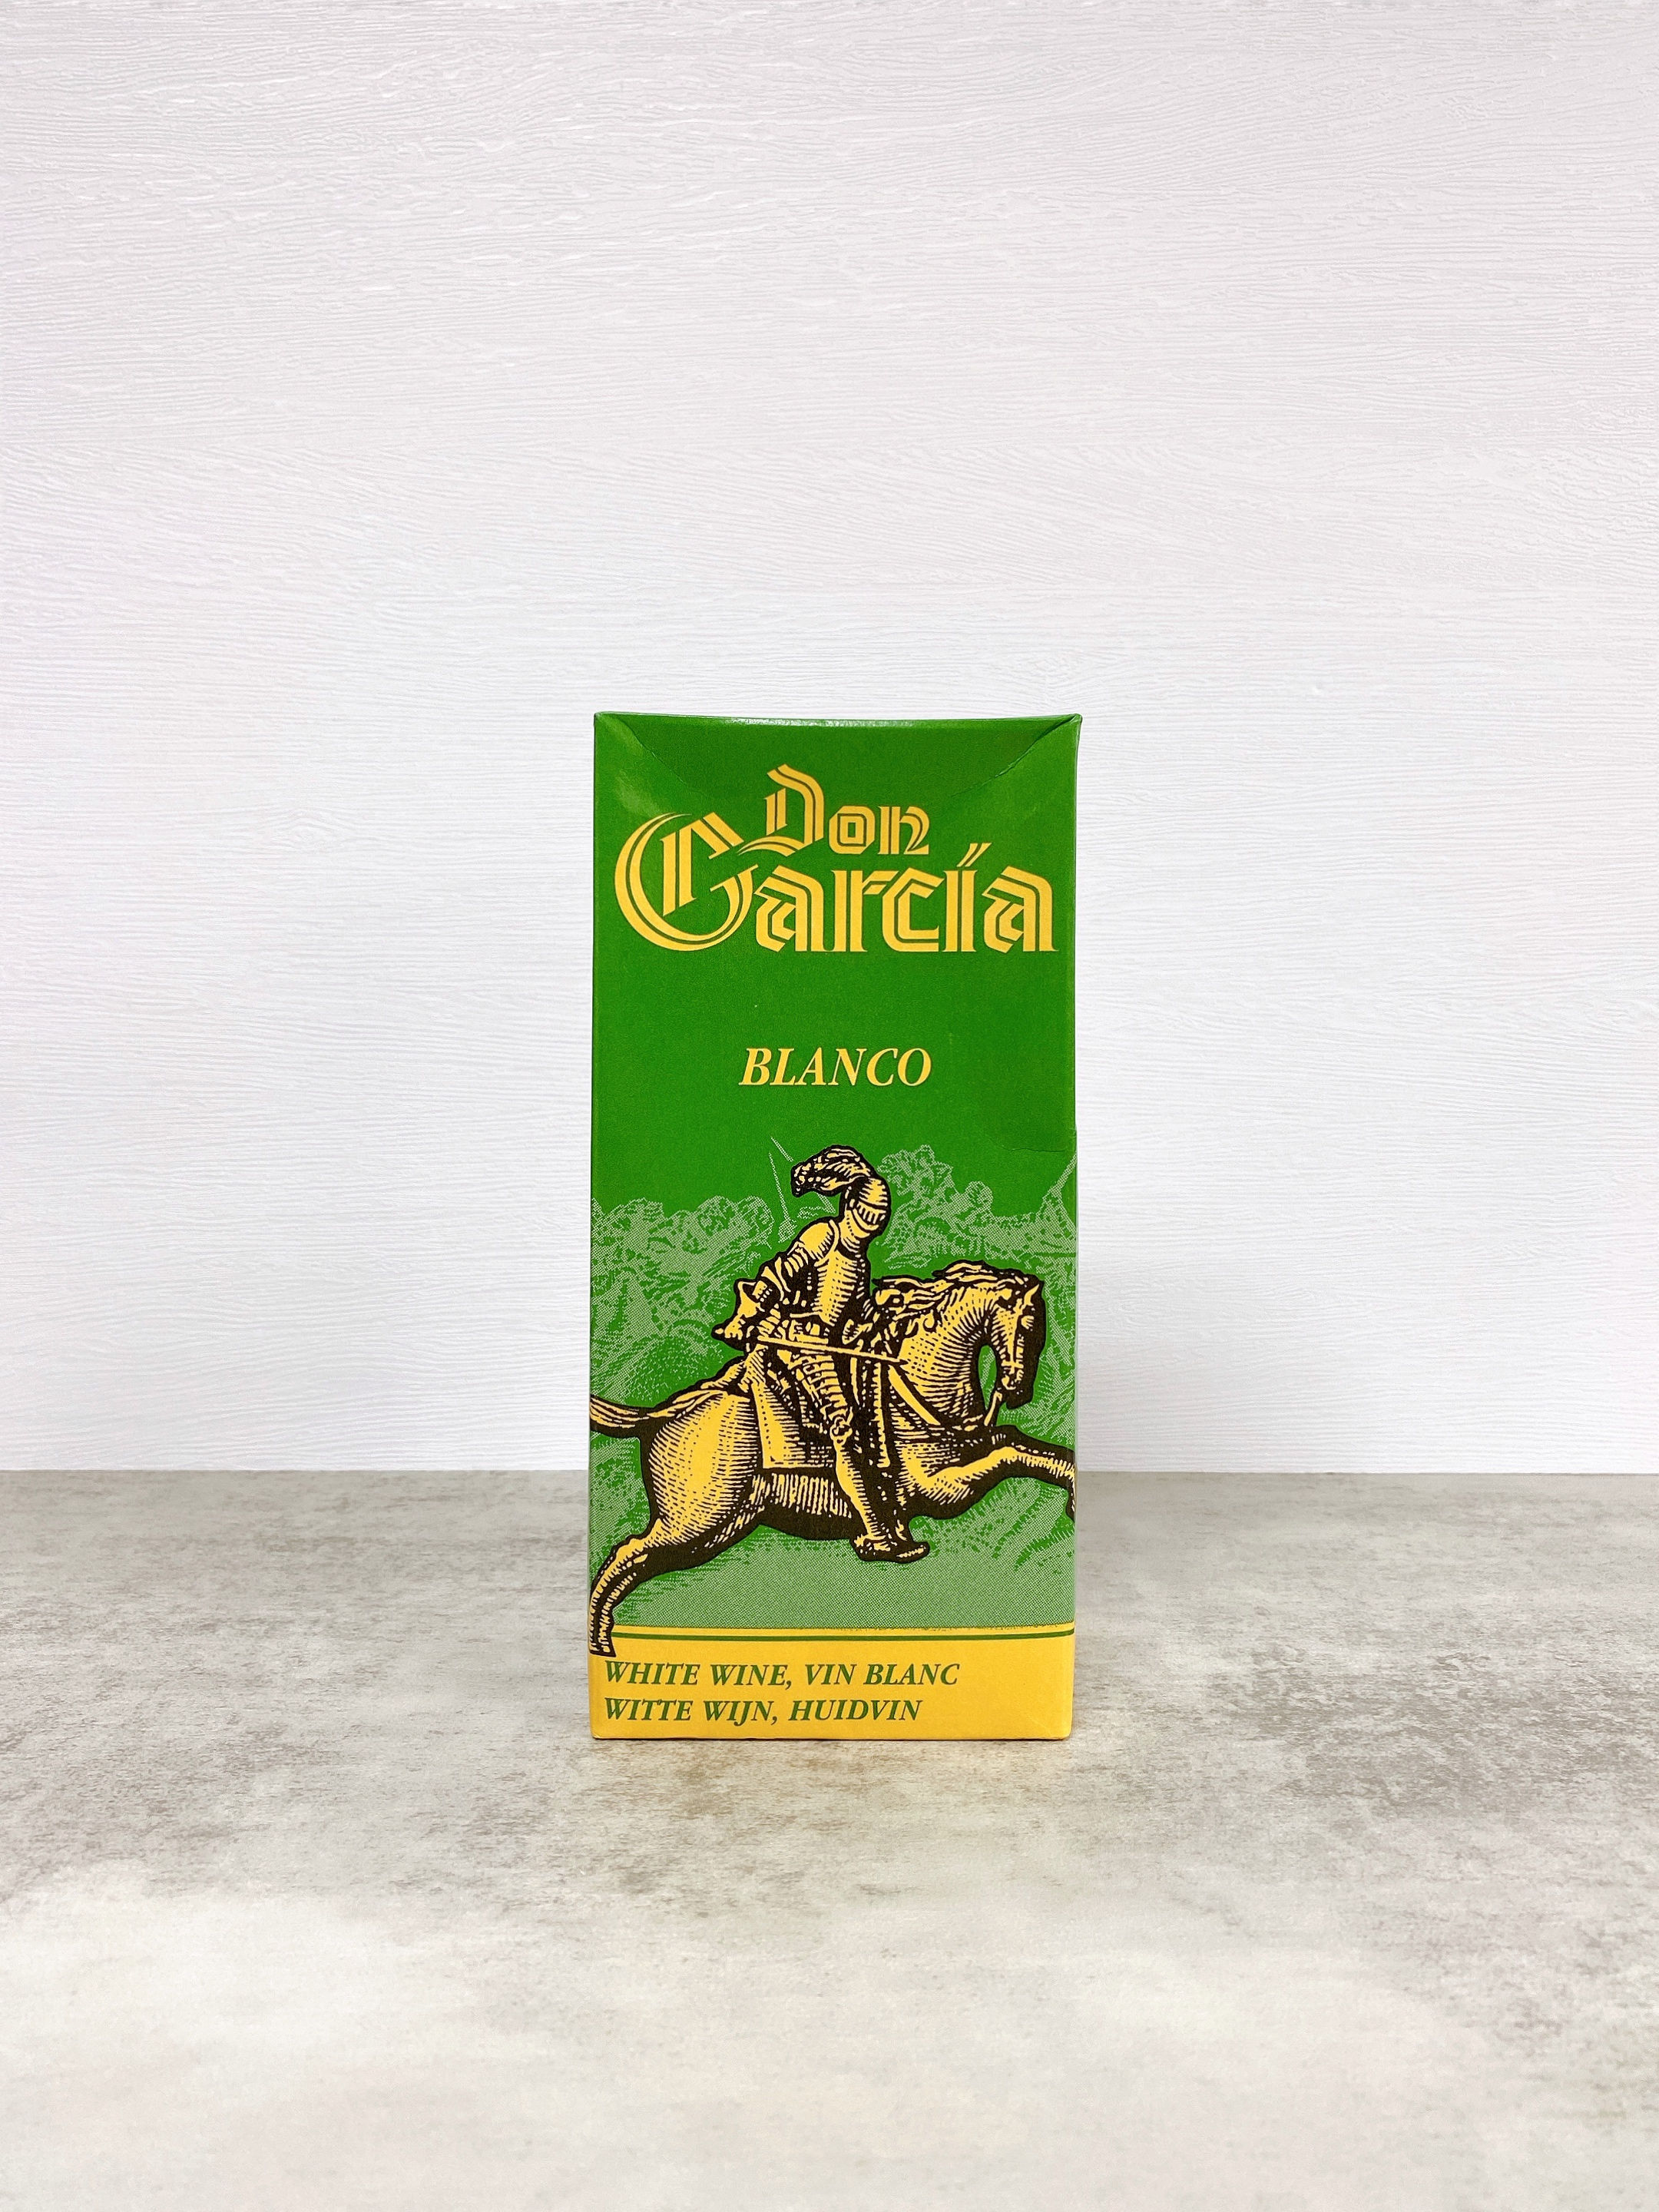 Don
García
BLANCO
WHITE WINE, VIN BLANC
WITTE WIJN, HUIDVIN